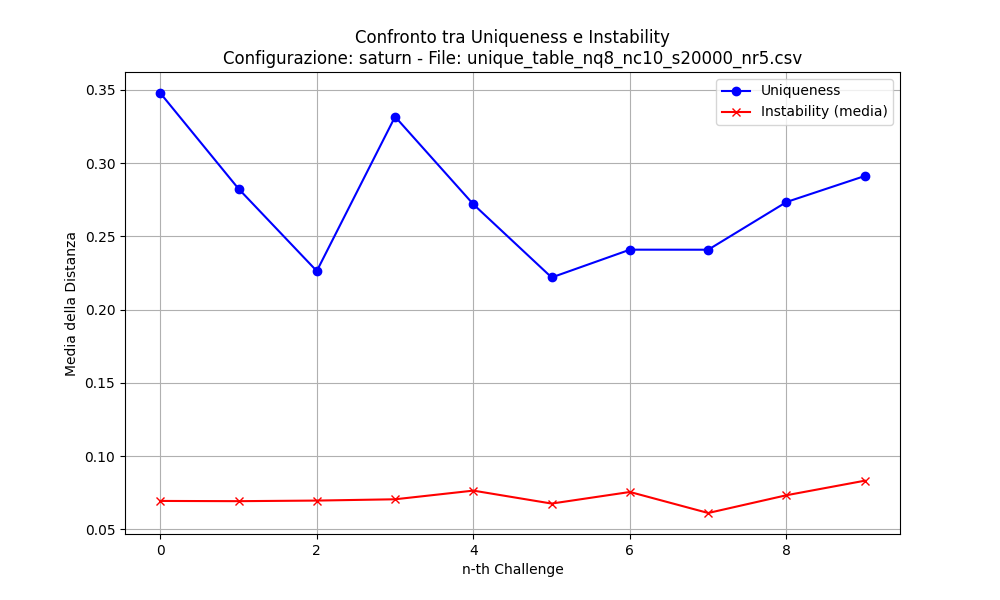 Confronto tra Uniqueness e Instability
Configurazione: saturn - File: unique_table_nq8_nc10_s20000_nr5.csv
Uniqueness
Instability (media)
Media della Distanza
0.35
0.30
0.25
0.20
0.15
0.10
0.05
0 2 4 6 8
n-th Challenge